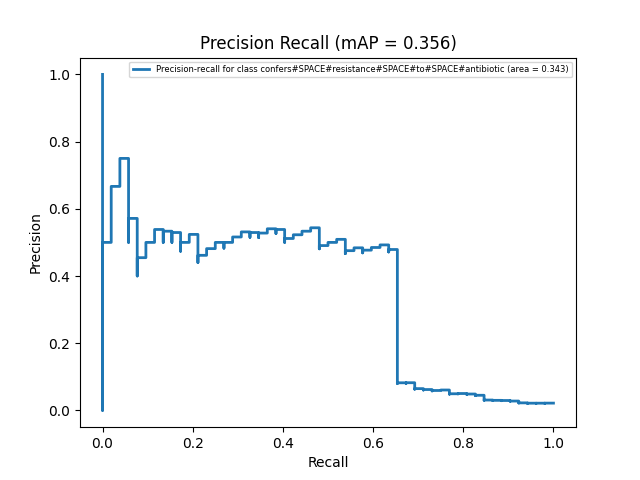 Precision Recall (mAP = 0.356)
Precision-recall for class confers#SPACE#resistance#SPACE#to#SPACE#antibiotic (area = 0.343)
1.0
0.8
0.6
0.4
0.2
0.0
Precision
0.0 0.2 0.4 0.6 0.8 1.0
Recall